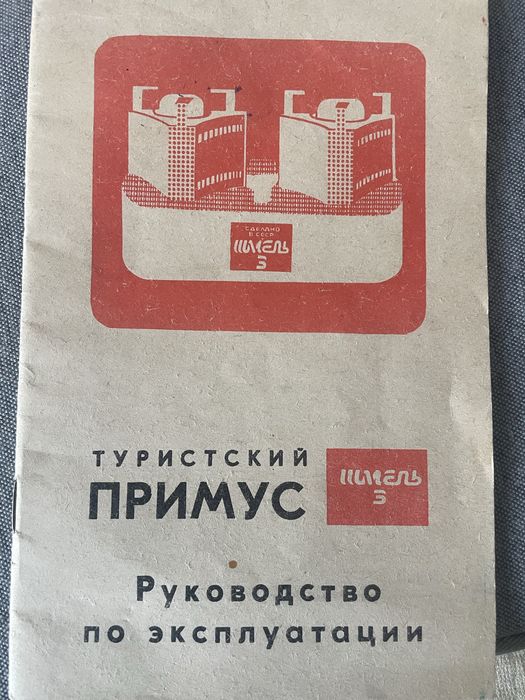 СДЕЛАНО
В СССР
ШМЕЛЬ
3
ТУРИСТСКИЙ
ПРИМУС
ШМЕЛЬ
3
Руководство
по эксплуатации